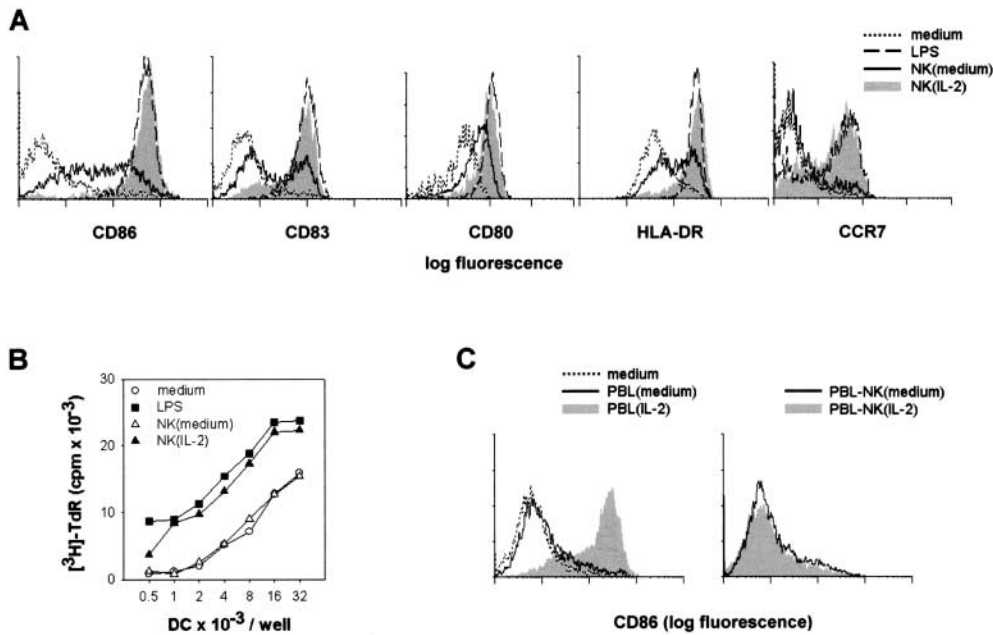 A
medium
LPS
NK(medium)
NK(IL-2)
CD86
CD83
CD80
HLA-DR
CCR7
log fluorescence
B
30
20
10
0
[³H]-TdR (cpm x 10⁻³)
medium
LPS
NK(medium)
NK(IL-2)
0.5 1 2 4 8 16 32
DC x 10⁻³ / well
C
medium
PBL(medium)
PBL(IL-2)
PBL-NK(medium)
PBL-NK(IL-2)
CD86 (log fluorescence)